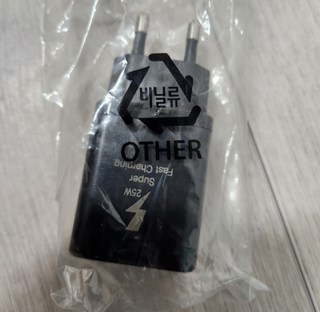 비닐류
OTHER
Super
Fast Charging
25W